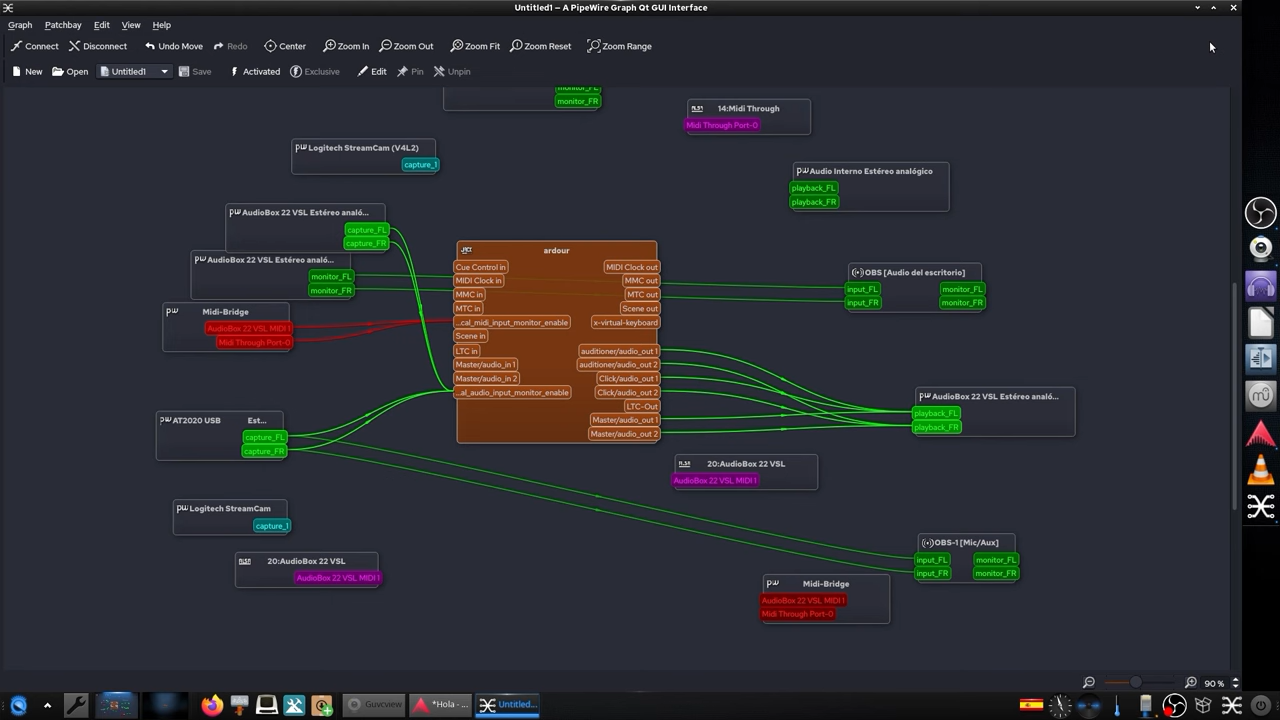 Untitled1 — A PipeWire Graph Qt GUI Interface
Graph Patchbay Edit View Help
Connect Disconnect Undo Move Redo Center Zoom In Zoom Out Zoom Fit Zoom Reset Zoom Range
New Open Untitled1 Save Activated Exclusive Edit Pin Unpin
monitor_FL
monitor_FR
14:Midi Through
Midi Through Port-0
Logitech StreamCam (V4L2)
capture_1
Audio Interno Estéreo analógico
playback_FL
playback_FR
AudioBox 22 VSL Estéreo analó...
capture_FL
capture_FR
AudioBox 22 VSL Estéreo analó...
monitor_FL
monitor_FR
Midi-Bridge
AudioBox 22 VSL MIDI 1
Midi Through Port-0
ardour
Cue Control in MIDI Clock out
MIDI Clock in MMC out
MMC in MTC out
MTC in Scene out
...cal_midi_input_monitor_enable x-virtual-keyboard
Scene in
LTC in auditioner/audio_out 1
Master/audio_in 1 auditioner/audio_out 2
Master/audio_in 2 Click/audio_out 1
...al_audio_input_monitor_enable Click/audio_out 2
LTC-Out
Master/audio_out 1
Master/audio_out 2
OBS [Audio del escritorio]
input_FL monitor_FL
input_FR monitor_FR
AudioBox 22 VSL Estéreo analó...
playback_FL
playback_FR
AT2020 USB Est...
capture_FL
capture_FR
20:AudioBox 22 VSL
AudioBox 22 VSL MIDI 1
Logitech StreamCam
capture_1
20:AudioBox 22 VSL
AudioBox 22 VSL MIDI 1
OBS-1 [Mic/Aux]
input_FL monitor_FL
input_FR monitor_FR
Midi-Bridge
AudioBox 22 VSL MIDI 1
Midi Through Port-0
90 %
Guvcview *Hola - ... Untitled...